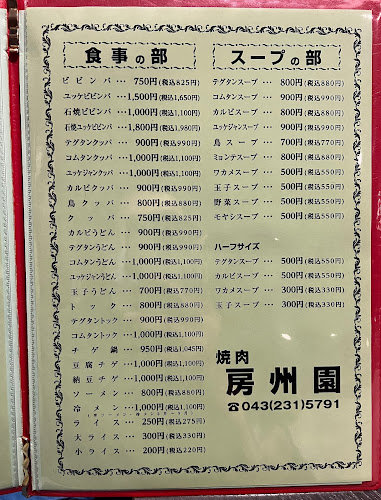 食事の部
ビビンバ … 750円(税込825円)
ユッケビビンバ … 1,500円(税込1,650円)
石焼ビビンバ … 1,000円(税込1,100円)
石焼ユッケビビンバ … 1,800円(税込1,980円)
テグタンクッパ … 900円(税込990円)
コムタンクッパ … 1,000円(税込1,100円)
ユッケジャンクッパ … 1,000円(税込1,100円)
カルビクッパ … 900円(税込990円)
鳥クッパ … 800円(税込880円)
クッパ … 750円(税込825円)
カルビうどん … 900円(税込990円)
テグタンうどん … 900円(税込990円)
コムタンうどん … 1,000円(税込1,100円)
ユッケジャンうどん … 1,000円(税込1,100円)
玉子うどん … 700円(税込770円)
トック … 800円(税込880円)
テグタントック … 900円(税込990円)
コムタントック … 1,000円(税込1,100円)
チゲ鍋 … 950円(税込1,045円)
豆腐チゲ … 1,000円(税込1,100円)
納豆チゲ … 1,000円(税込1,100円)
ソーメン … 800円(税込880円)
冷メン … 1,000円(税込1,100円)
ライス … 250円(税込275円)
大ライス … 300円(税込330円)
小ライス … 200円(税込220円)
スープの部
テグタンスープ … 800円(税込880円)
コムタンスープ … 900円(税込990円)
カルビスープ … 800円(税込880円)
ユッケジャンスープ … 900円(税込990円)
鳥スープ … 700円(税込770円)
ミョンテスープ … 800円(税込880円)
ワカメスープ … 500円(税込550円)
玉子スープ … 500円(税込550円)
野菜スープ … 500円(税込550円)
モヤシスープ … 500円(税込550円)
ハーフサイズ
テグタンスープ … 500円(税込550円)
カルビスープ … 500円(税込550円)
ワカメスープ … 300円(税込330円)
玉子スープ … 300円(税込330円)
焼肉
房州園
☎043(231)5791